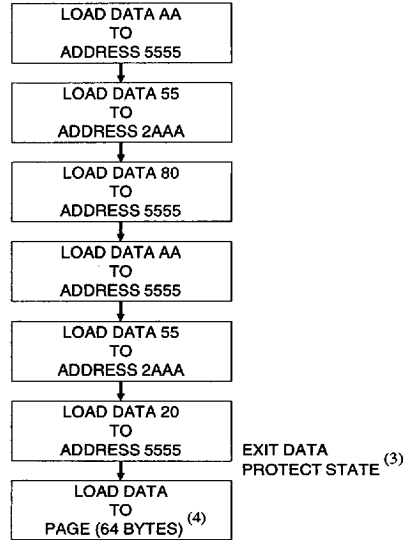 LOAD DATA AA
TO
ADDRESS 5555
LOAD DATA 55
TO
ADDRESS 2AAA
LOAD DATA 80
TO
ADDRESS 5555
LOAD DATA AA
TO
ADDRESS 5555
LOAD DATA 55
TO
ADDRESS 2AAA
LOAD DATA 20
TO
ADDRESS 5555
EXIT DATA
PROTECT STATE (3)
LOAD DATA
TO
PAGE (64 BYTES) (4)